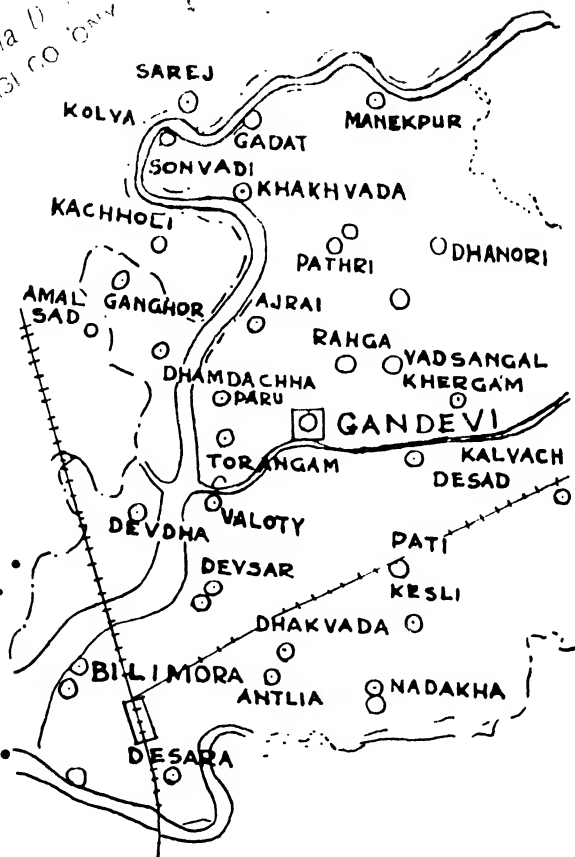 SAREJ
KOLVA
GADAT
MANEKPUR
SONVADI
KHAKHVADA
KACHHOLI
PATHRI
DHANORI
AMAL
SAD
GANGHOR
AJRAI
RAHGA
VADSANGAL
DHAMDACHHA
KHERGAM
PARU
GANDEVI
TORANGAM
KALVACH
DESAD
DEVDHA
VALOTY
PATI
DEVSAR
KESLI
DHAKVADA
BILIMORA
ANTLIA
NADAKHA
DESARA